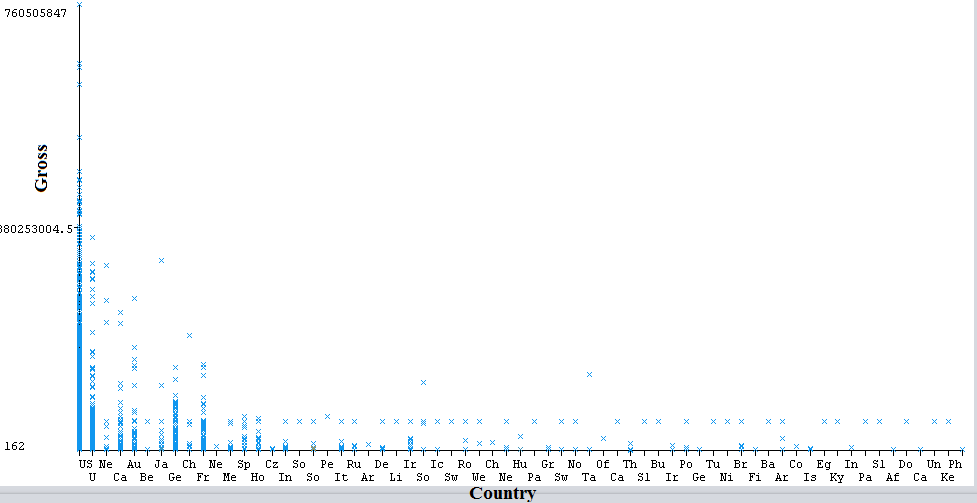 760505847
Gross
380253004.5
162
US Ne Au Ja Ch Ne Sp Cz So Pe Ru Li So Sw We Ne Pa No Of Th Bu Po Tu Br Ba Co Eg In Sl Do Un Ph
U Ca Be Ge Fr Me Ho In So It Ar Ir Ic Ro Ch Hu Gr Sw Ta Ca Sl Ir Ge Ni Fi Ar Is Ky Pa Af Ca Ke
Country